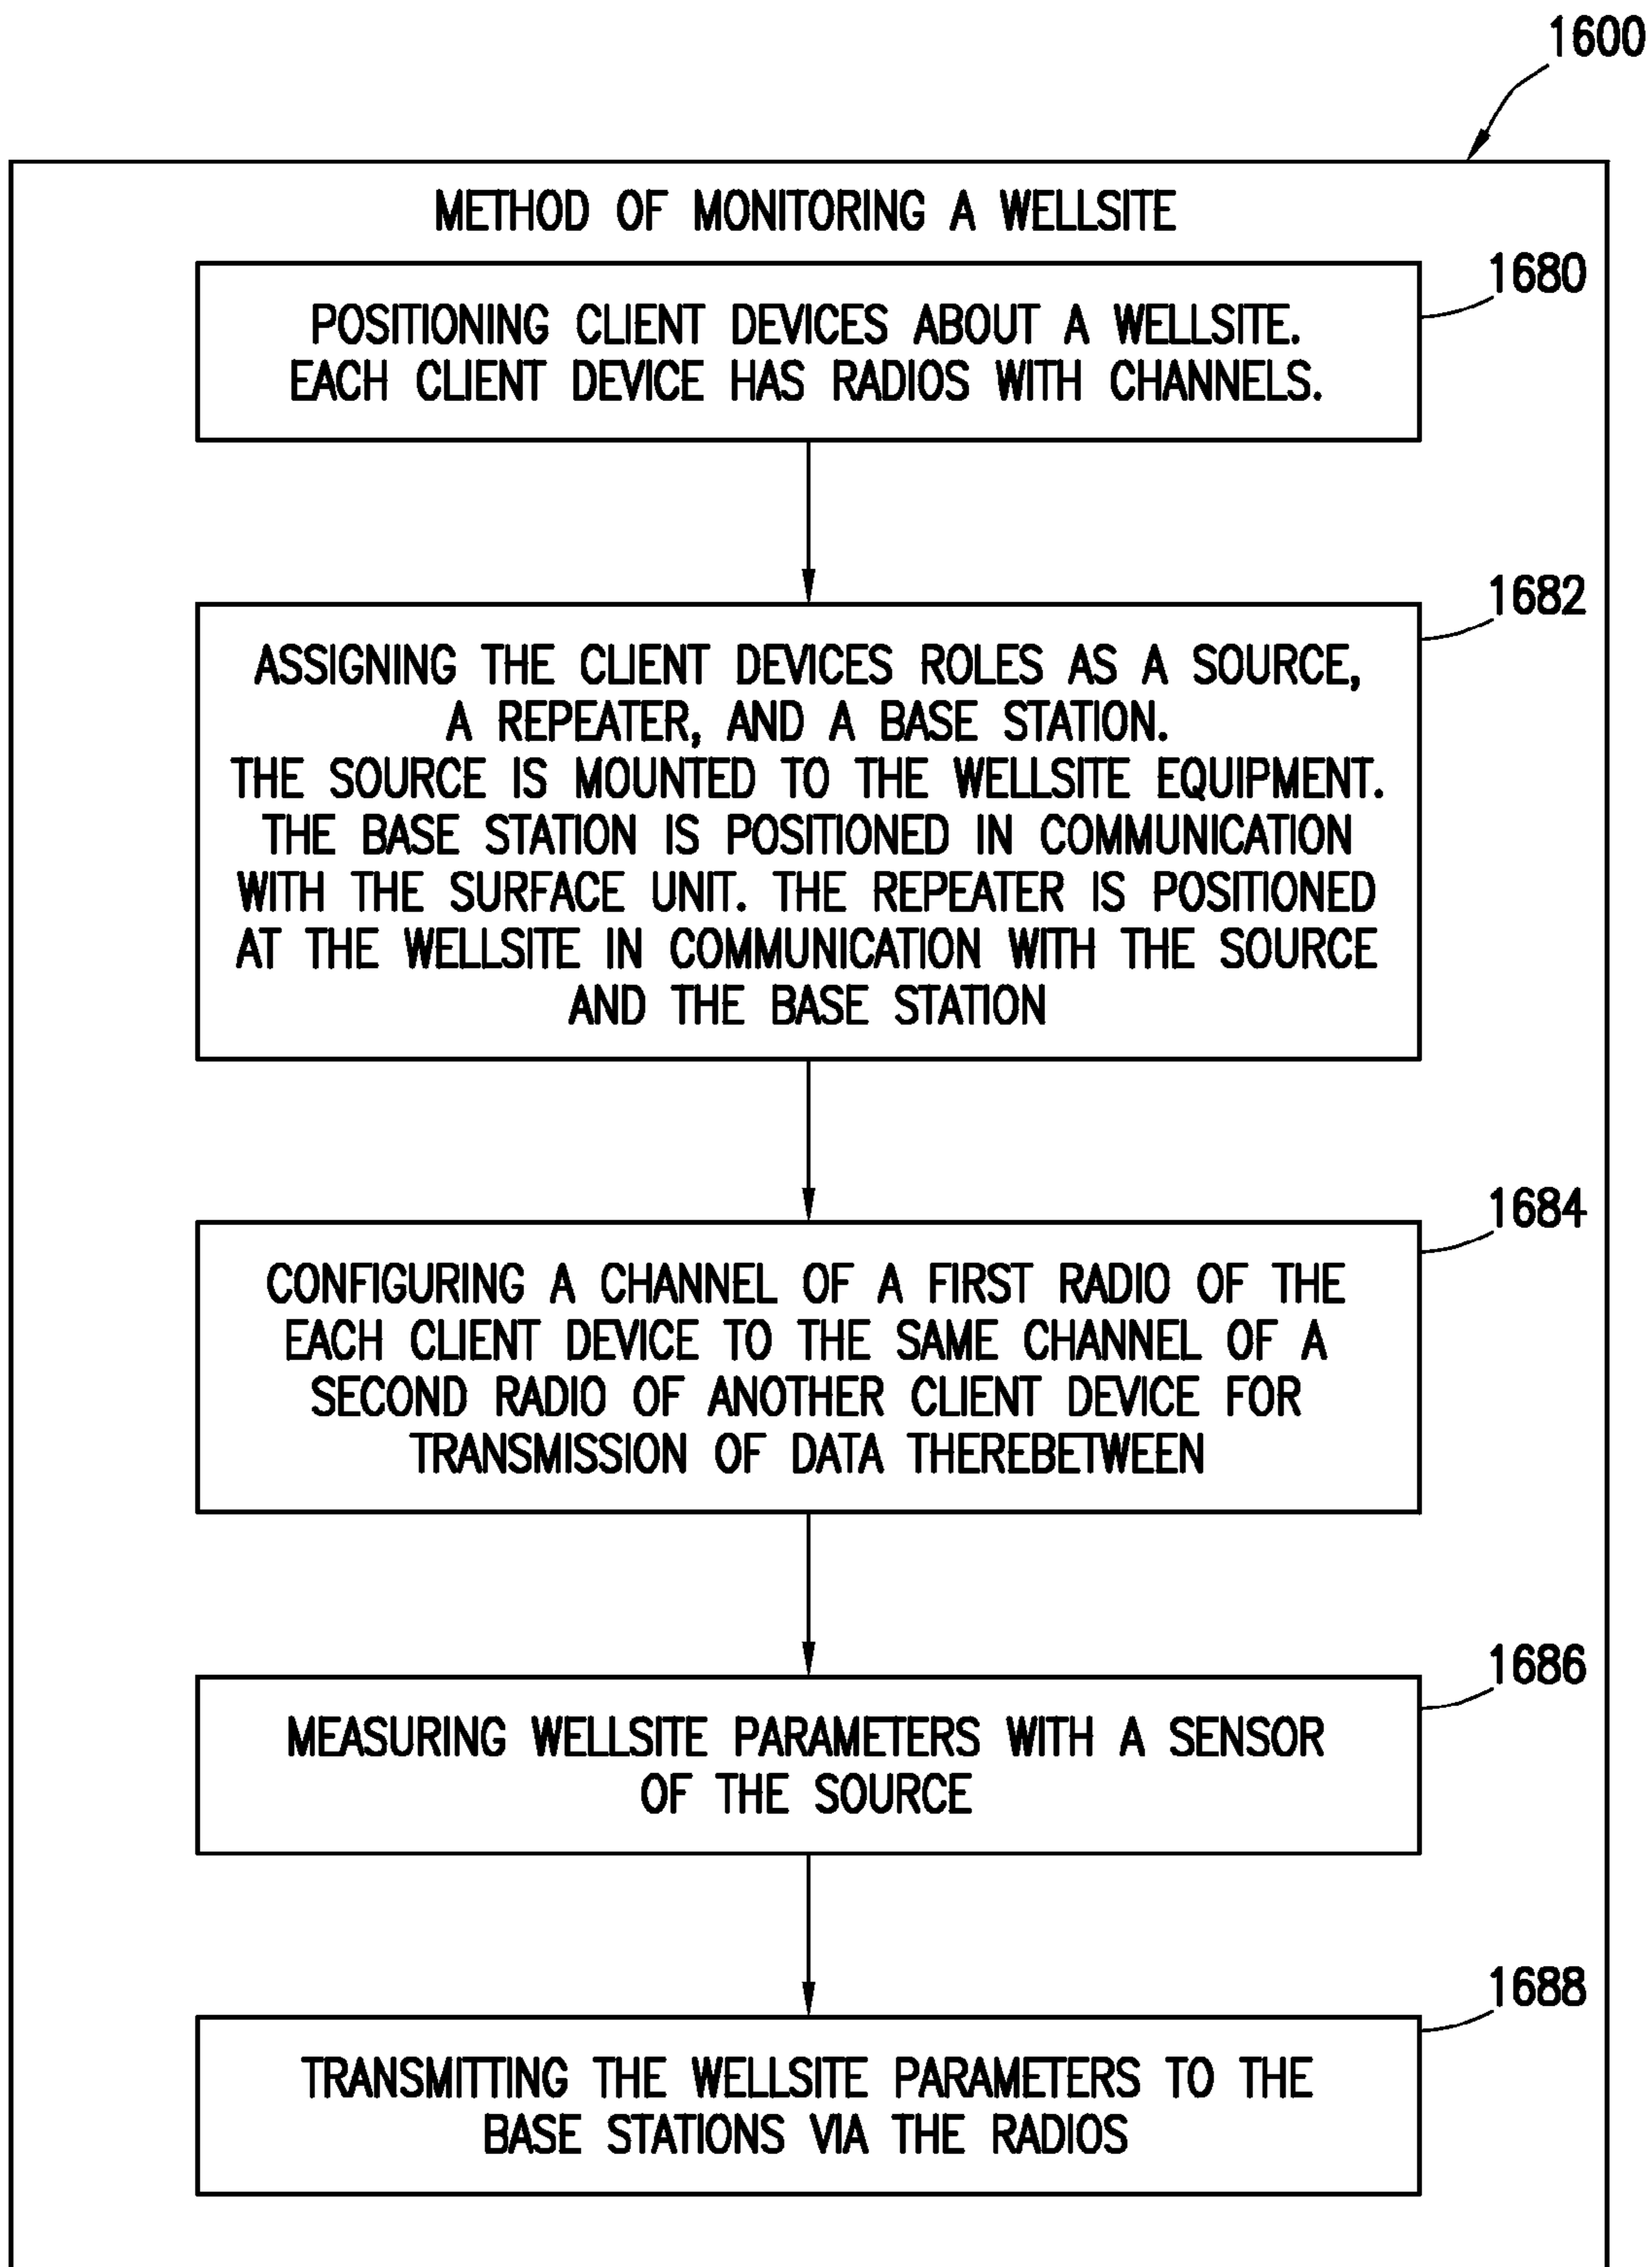 1600
METHOD OF MONITORING A WELLSITE
1680
POSITIONING CLIENT DEVICES ABOUT A WELLSITE.
EACH CLIENT DEVICE HAS RADIOS WITH CHANNELS.
1682
ASSIGNING THE CLIENT DEVICES ROLES AS A SOURCE,
A REPEATER, AND A BASE STATION.
THE SOURCE IS MOUNTED TO THE WELLSITE EQUIPMENT.
THE BASE STATION IS POSITIONED IN COMMUNICATION
WITH THE SURFACE UNIT. THE REPEATER IS POSITIONED
AT THE WELLSITE IN COMMUNICATION WITH THE SOURCE
AND THE BASE STATION
1684
CONFIGURING A CHANNEL OF A FIRST RADIO OF THE
EACH CLIENT DEVICE TO THE SAME CHANNEL OF A
SECOND RADIO OF ANOTHER CLIENT DEVICE FOR
TRANSMISSION OF DATA THEREBETWEEN
1686
MEASURING WELLSITE PARAMETERS WITH A SENSOR
OF THE SOURCE
1688
TRANSMITTING THE WELLSITE PARAMETERS TO THE
BASE STATIONS VIA THE RADIOS